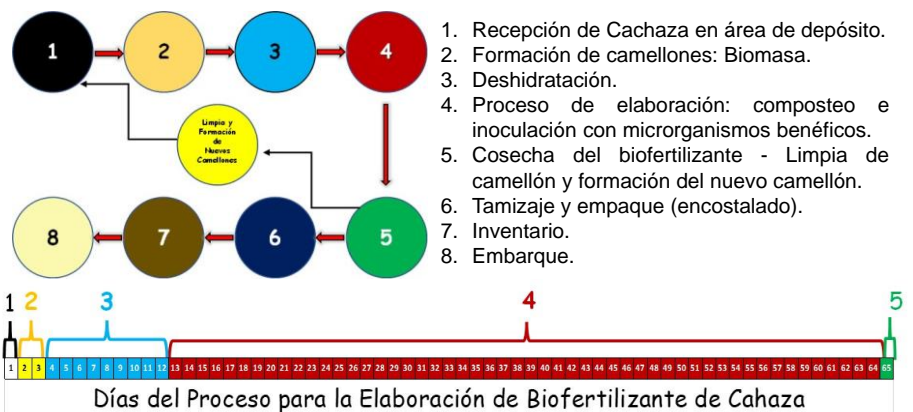 1
2
3
4
1. Recepción de Cachaza en área de depósito.
2. Formación de camellones: Biomasa.
3. Deshidratación.
4. Proceso de elaboración: composteo e
inoculación con microrganismos benéficos.
5. Cosecha del biofertilizante - Limpia de
camellón y formación del nuevo camellón.
6. Tamizaje y empaque (encostalado).
7. Inventario.
8. Embarque.
Limpia y
Formación
de
Nuevos
Camellones
8
7
6
5
1 2 3 4 5
1 2 3 4 5 6 7 8 9 10 11 12 13 14 15 16 17 18 19 20 21 22 23 24 25 26 27 28 29 30 31 32 33 34 35 36 37 38 39 40 41 42 43 44 45 46 47 48 49 50 51 52 53 54 55 56 57 58 59 60 61 62 63 64 65
Días del Proceso para la Elaboración de Biofertilizante de Cahaza